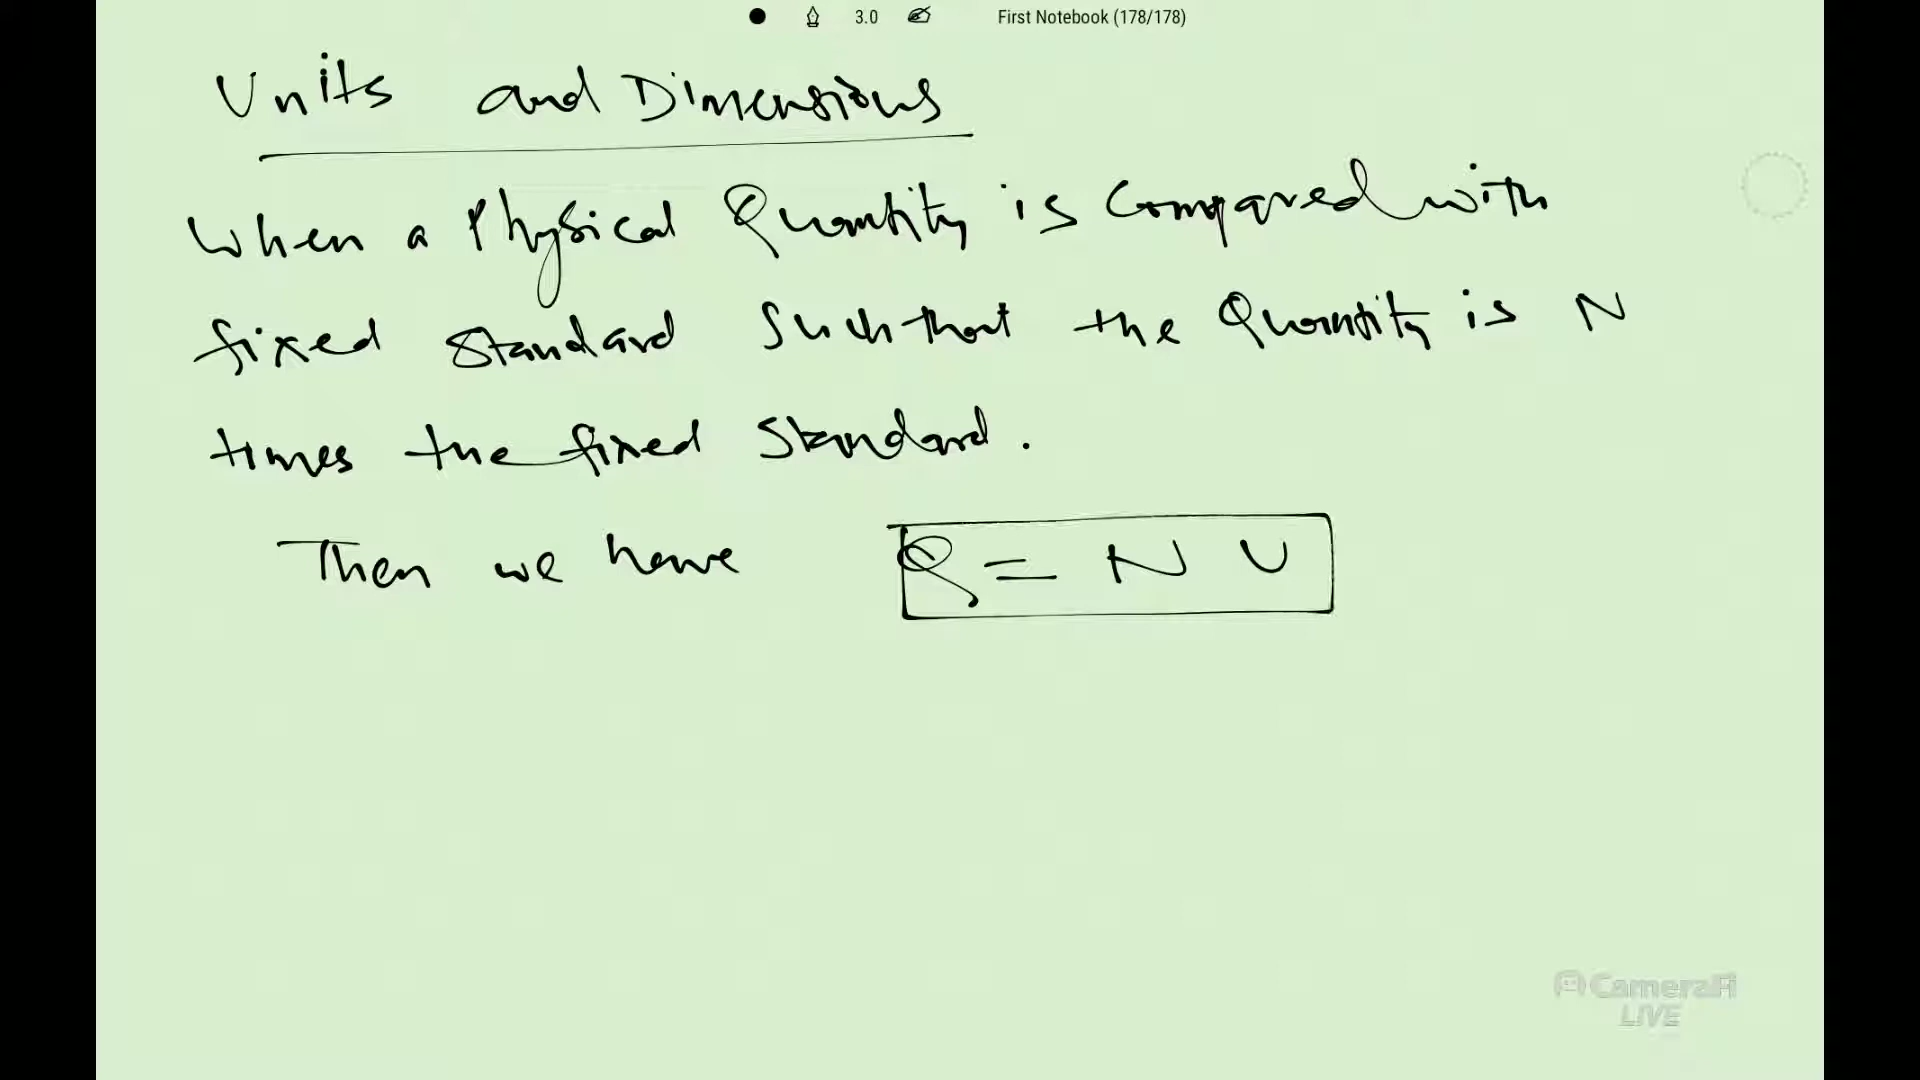 3.0 First Notebook (178/178)
Units and Dimensions
When a Physical Quantity is Compared with
fixed standard Such that the Quantity is N
times the fixed Standard.
Then we have Q = N U
CameraFi
LIVE